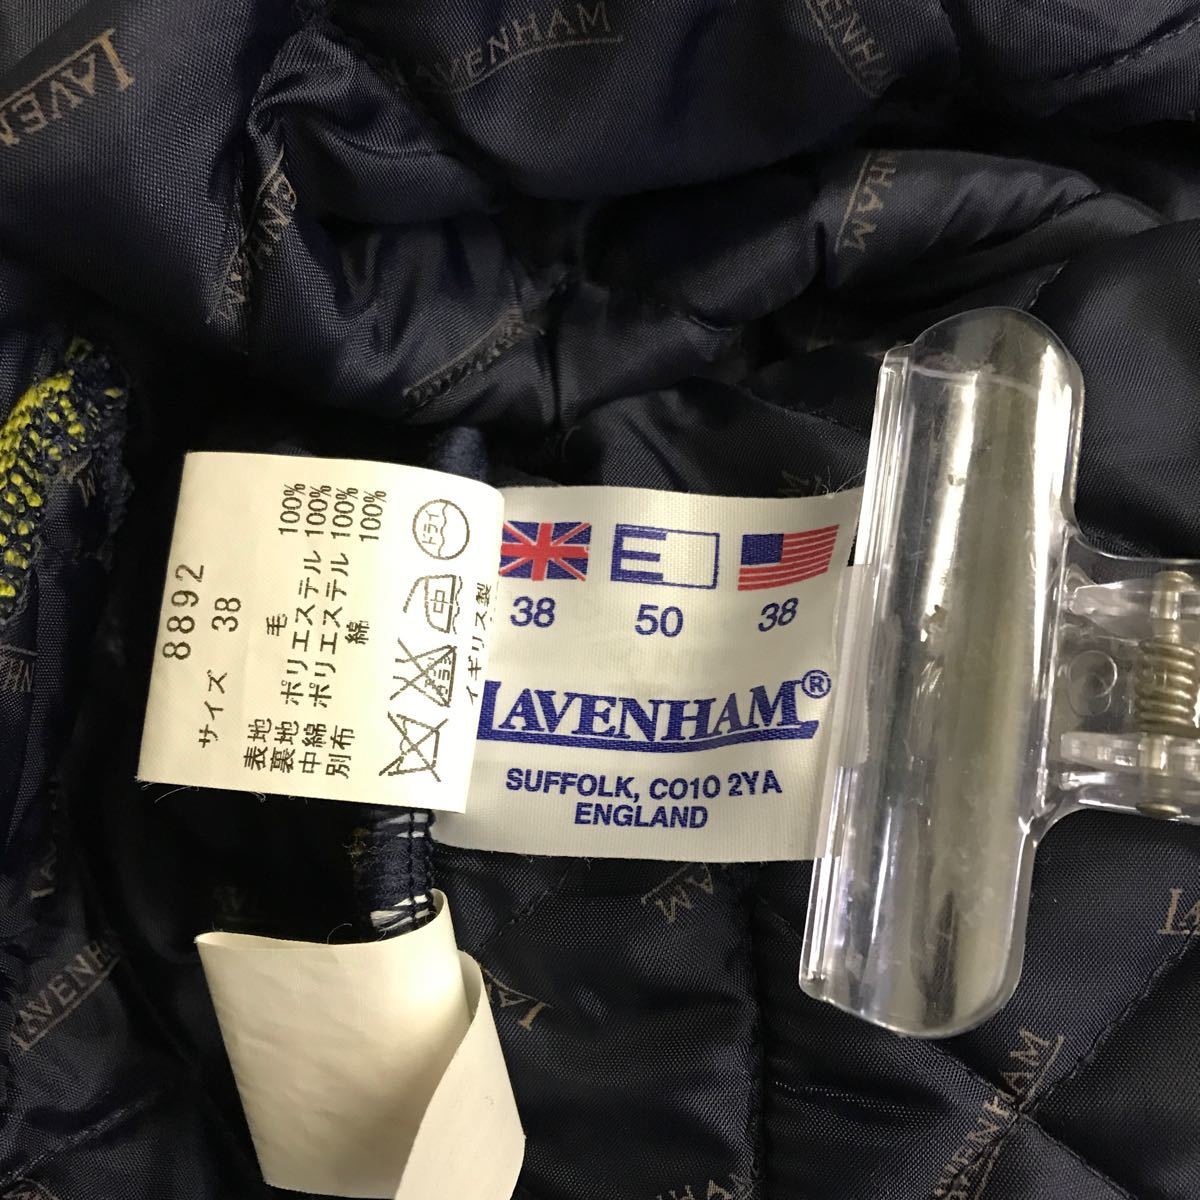 8892
サイズ 38
表地 毛 100%
裏地 ポリエステル 100%
中綿 ポリエステル 100%
別布 綿 100%
ドライ
中
イギリス製
38 50 38
LAVENHAM®
SUFFOLK, CO10 2YA
ENGLAND
LAVENHAM
LAVENHAM
LAVENHAM
LAVENHAM